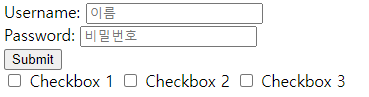 Username: 이름
Password: 비밀번호
Submit
Checkbox 1 Checkbox 2 Checkbox 3